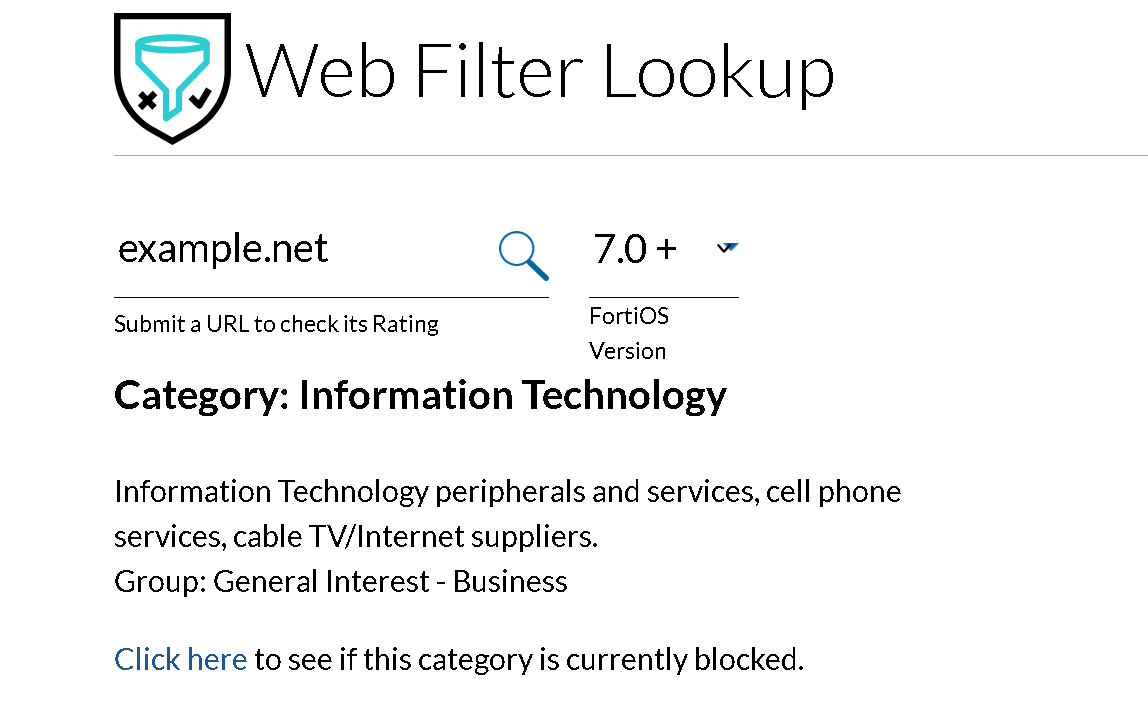 Web Filter Lookup
example.net
7.0 +
Submit a URL to check its Rating
FortiOS
Version
Category: Information Technology
Information Technology peripherals and services, cell phone
services, cable TV/Internet suppliers.
Group: General Interest - Business
Click here to see if this category is currently blocked.